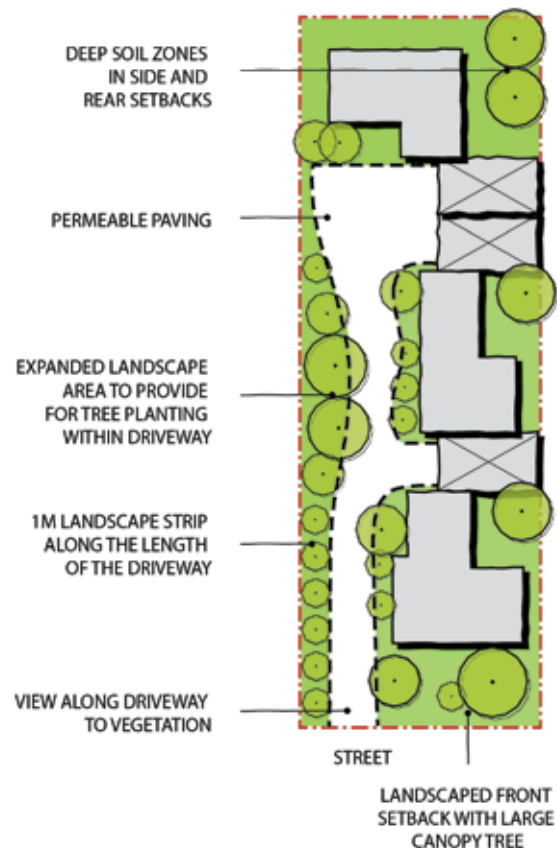 DEEP SOIL ZONES
IN SIDE AND
REAR SETBACKS
PERMEABLE PAVING
EXPANDED LANDSCAPE
AREA TO PROVIDE
FOR TREE PLANTING
WITHIN DRIVEWAY
1M LANDSCAPE STRIP
ALONG THE LENGTH
OF THE DRIVEWAY
VIEW ALONG DRIVEWAY
TO VEGETATION
STREET
LANDSCAPED FRONT
SETBACK WITH LARGE
CANOPY TREE